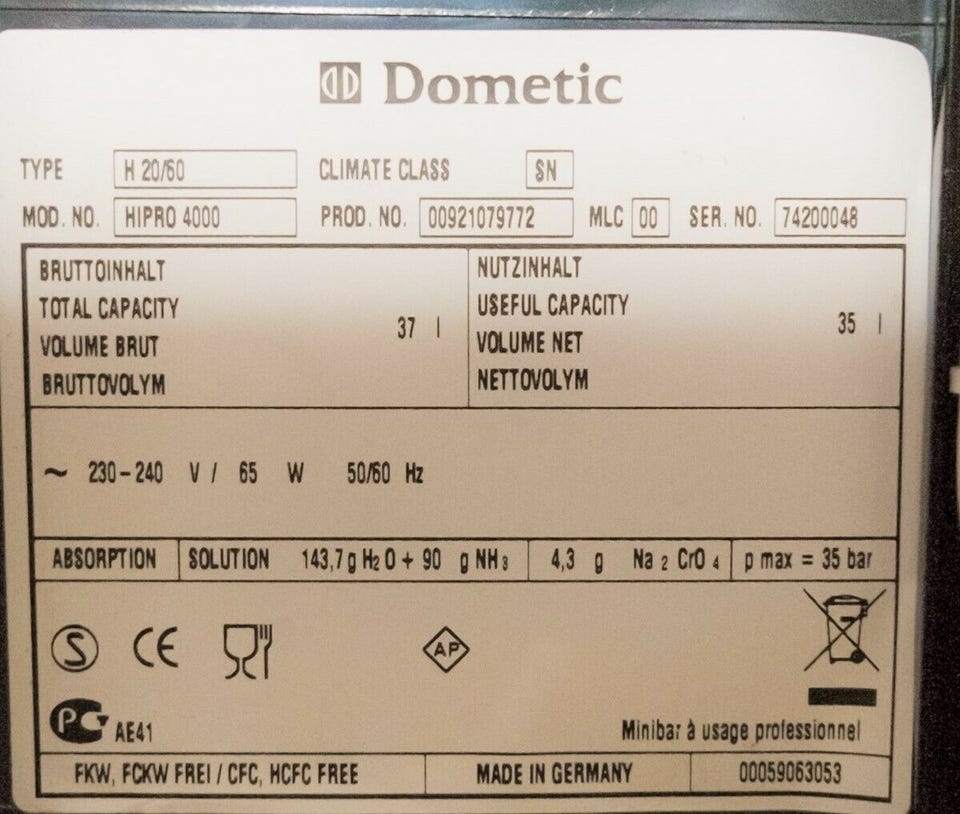 Dometic
TYPE H 20/60 CLIMATE CLASS SN
MOD. NO. HIPRO 4000 PROD. NO. 00921079772 MLC 00 SER. NO. 74200048
BRUTTOINHALT
TOTAL CAPACITY
VOLUME BRUT
BRUTTOVOLYM
37 l
NUTZINHALT
USEFUL CAPACITY
VOLUME NET
NETTOVOLYM
35 l
~ 230-240 V / 65 W 50/60 Hz
ABSORPTION SOLUTION 143,7 g H2O + 90 g NH3 4,3 g Na2CrO4 p max = 35 bar
S CE AP
PG AE41 Minibar à usage professionnel
FKW, FCKW FREI / CFC, HCFC FREE MADE IN GERMANY 00059063053